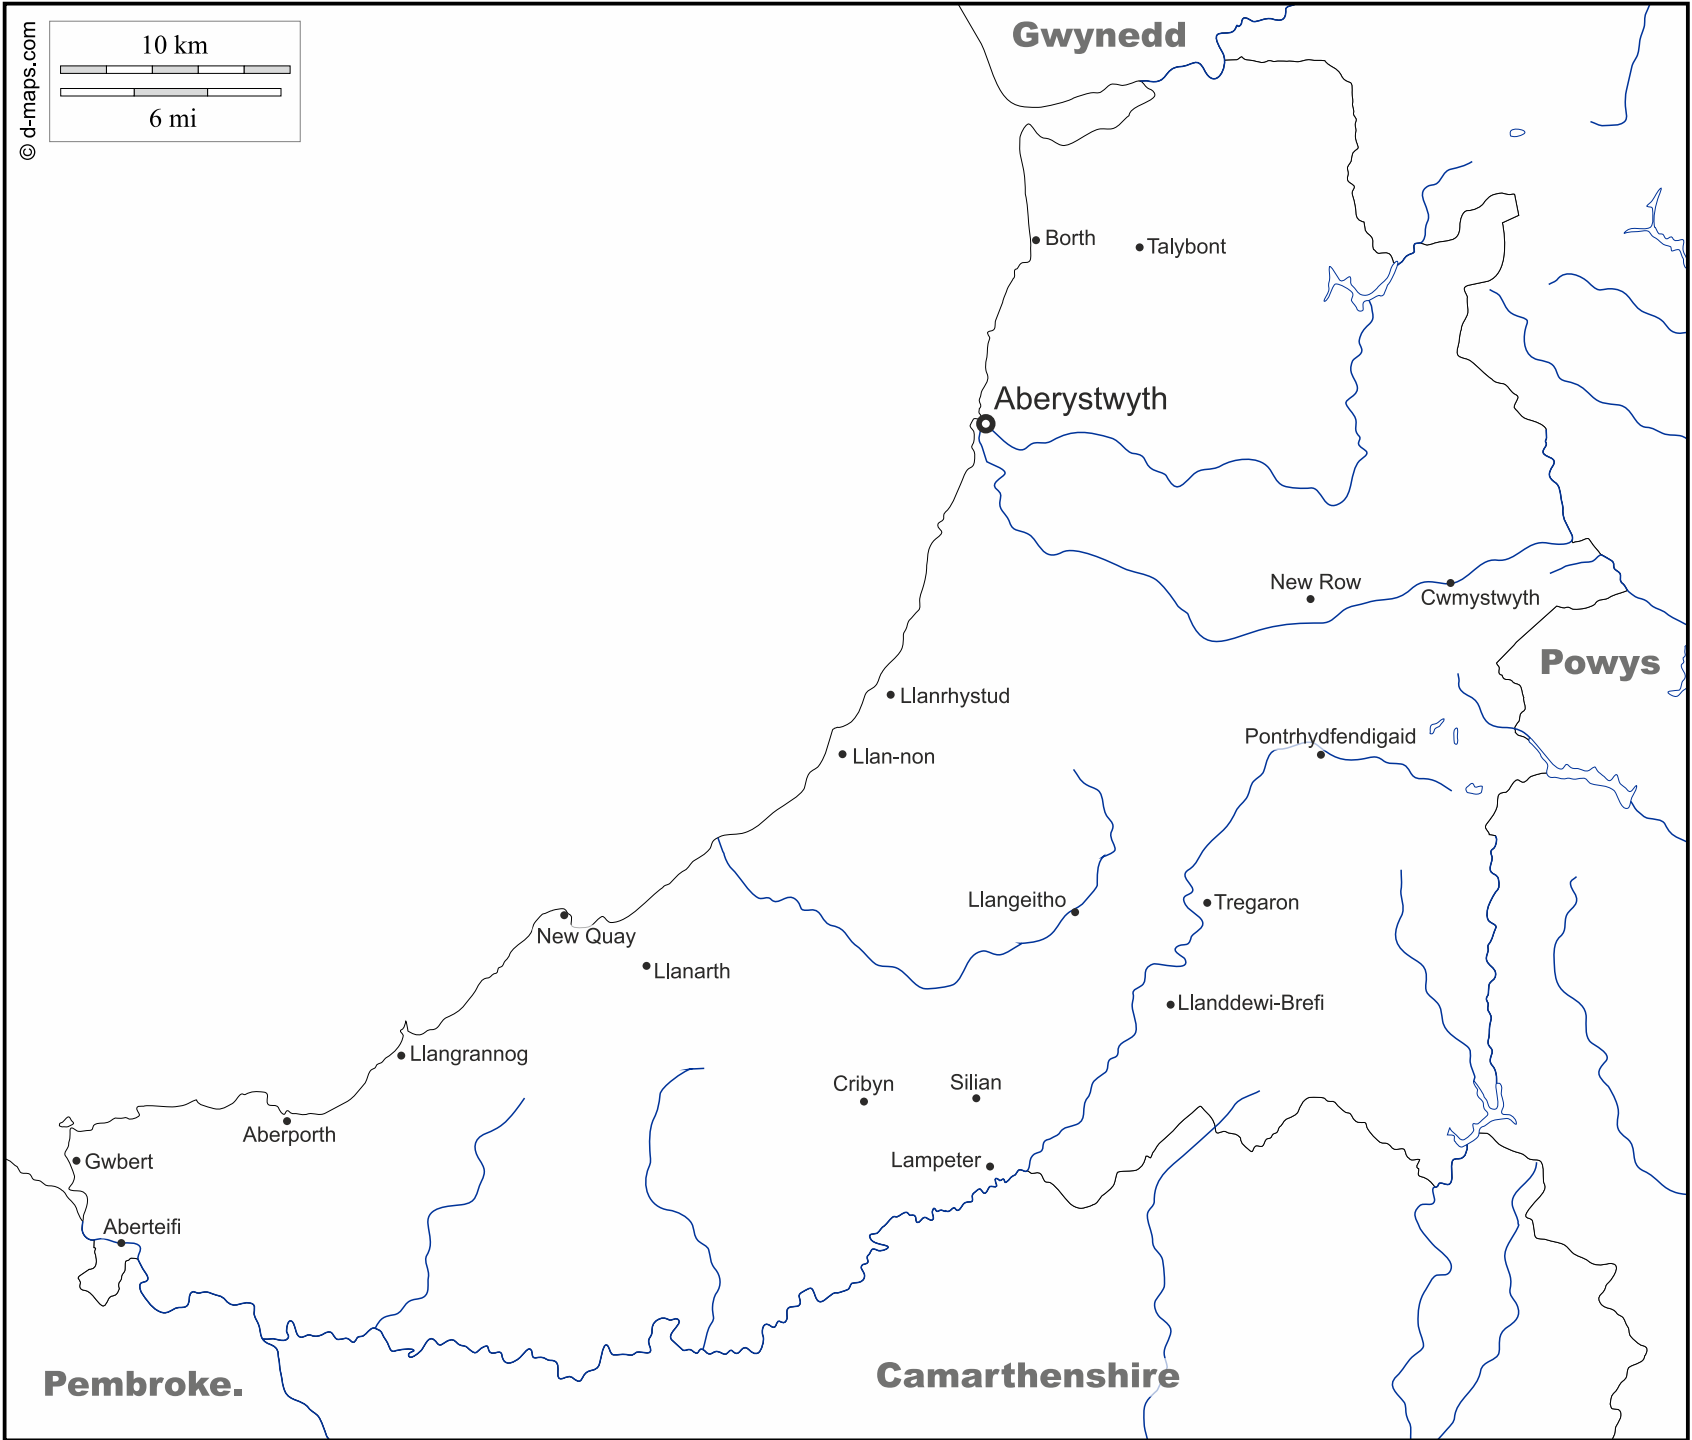 © d-maps.com
10 km
6 mi
Gwynedd
Borth
Talybont
Aberystwyth
New Row
Cwmystwyth
Powys
Llanrhystud
Pontrhydfendigaid
Llan-non
Llangeitho
Tregaron
New Quay
Llanarth
Llanddewi-Brefi
Llangrannog
Cribyn
Silian
Aberporth
Gwbert
Lampeter
Aberteifi
Pembroke.
Camarthenshire